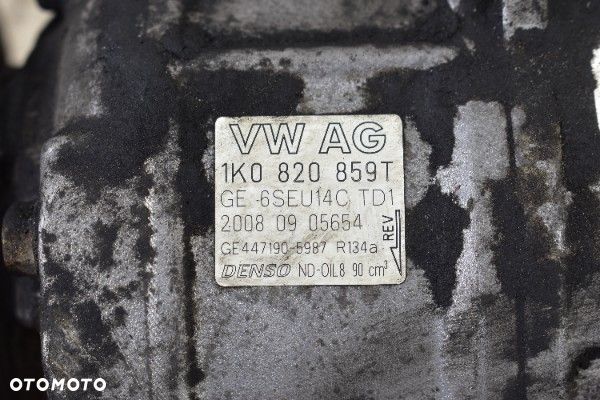 VW AG
1K0 820 859T
GE 6SEU14C TD1
2008 09 05654
GE447190-5987 R134a
DENSO ND-OIL8 90 cm³
REV
OTOMOTO